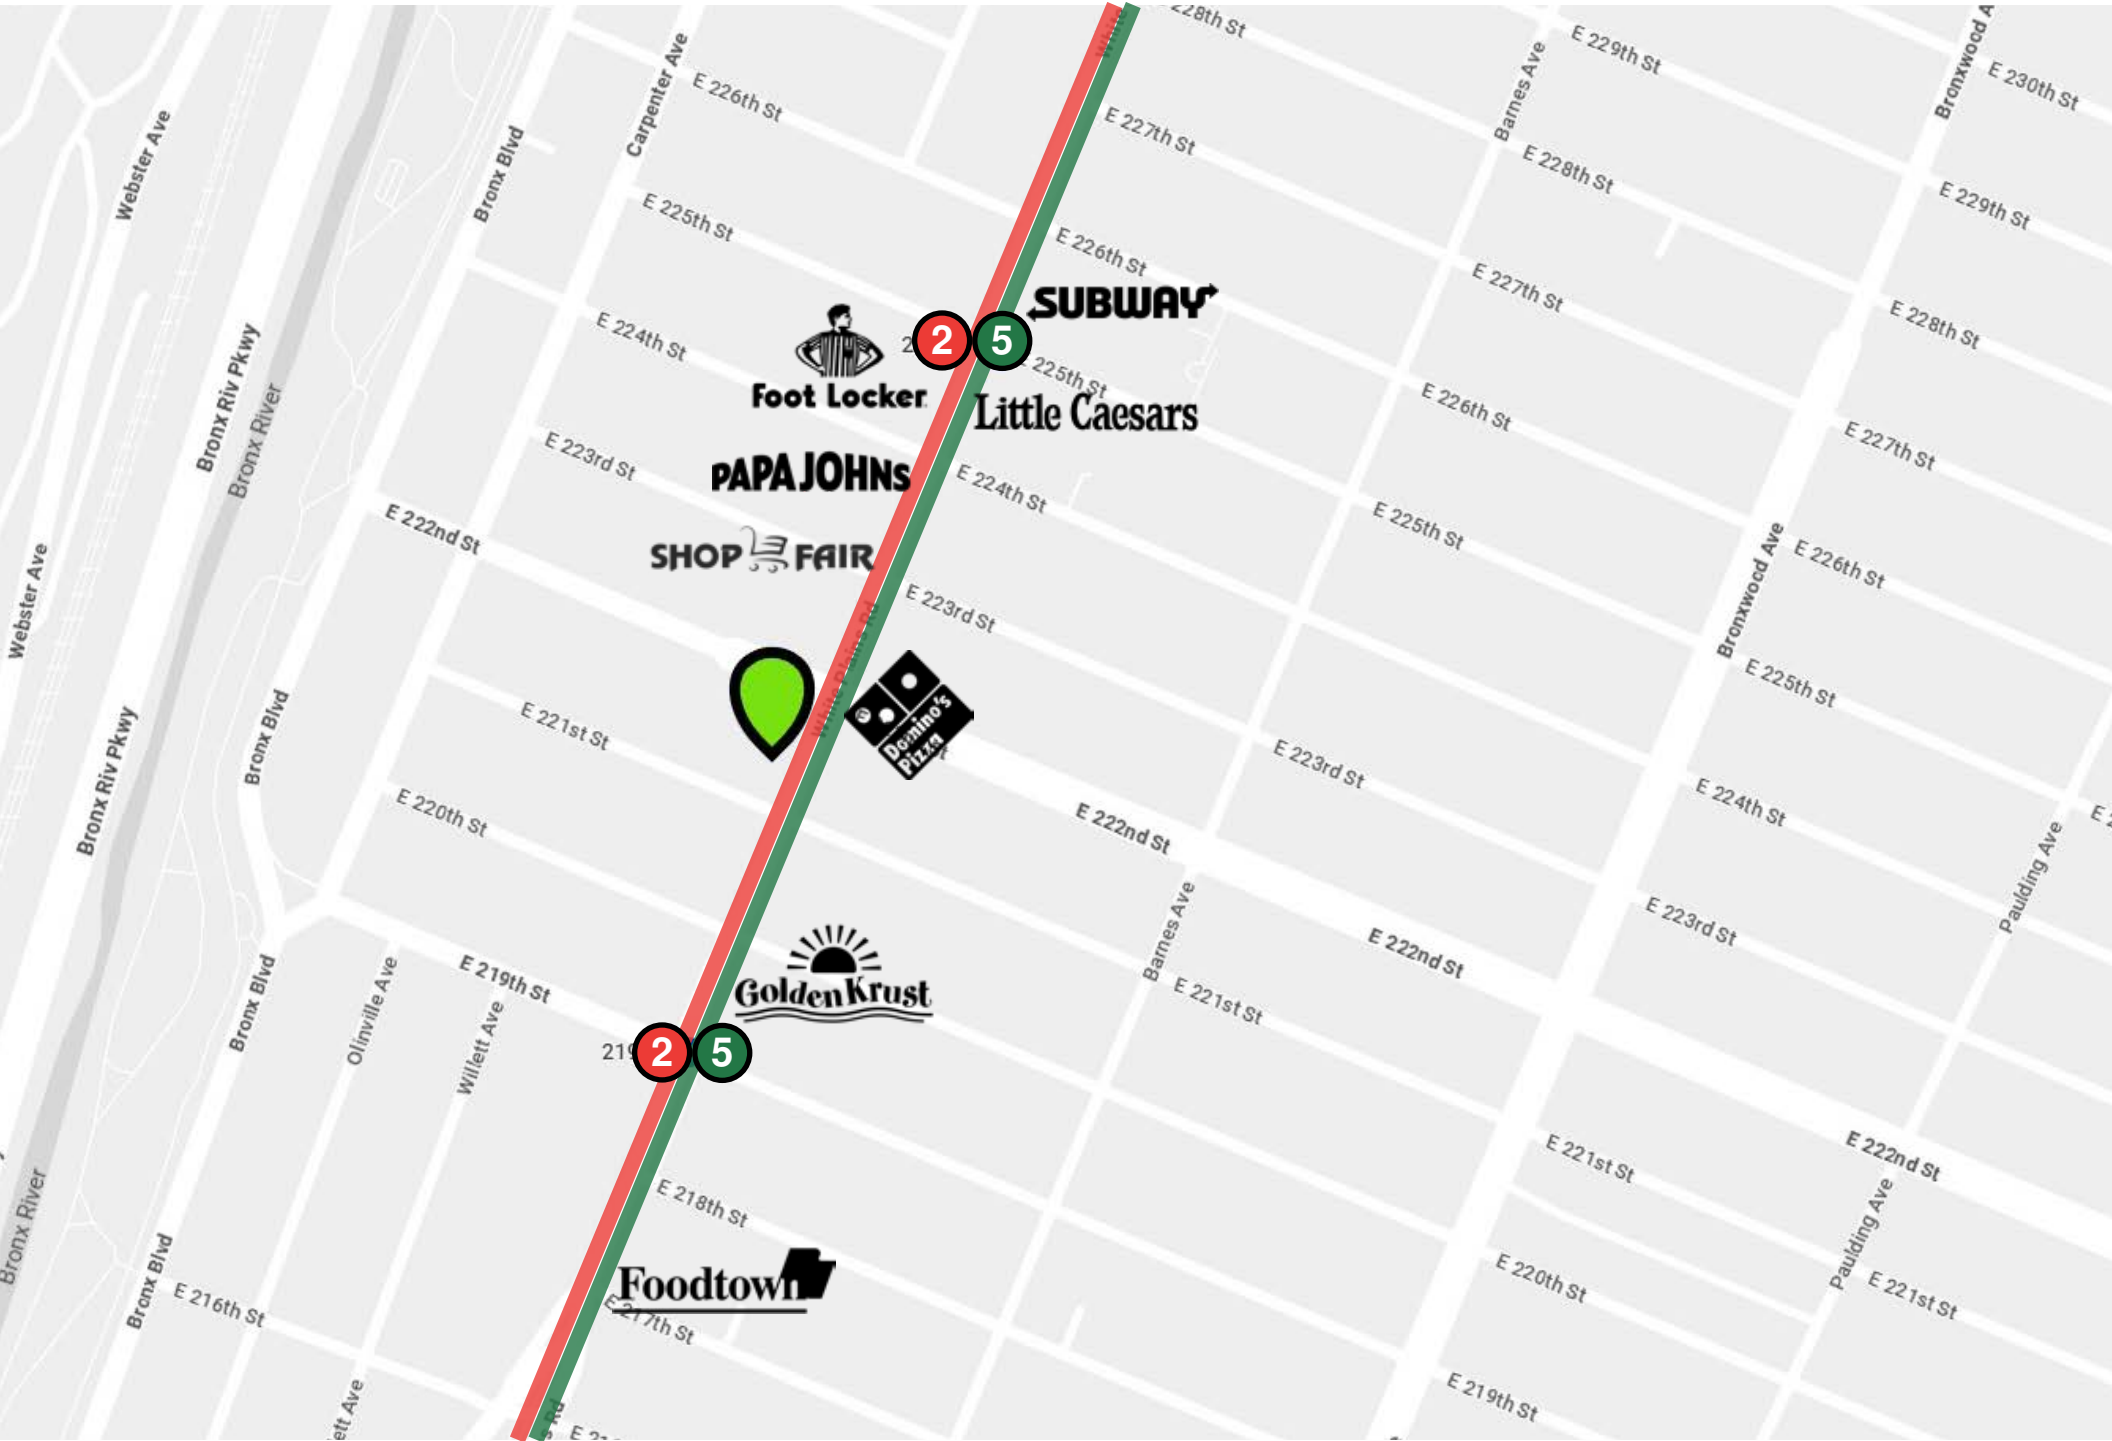 228th St
E 229th St
Bronxwood A
E 230th St
White
Carpenter Ave
E 226th St
Barnes Ave
Webster Ave
Bronx Blvd
E 227th St
E 228th St
E 229th St
E 225th St
E 226th St
E 227th St
SUBWAY
E 228th St
E 224th St
2
5
225th St
Foot Locker
Little Caesars
E 226th St
E 227th St
Bronx Riv Pkwy
Bronx River
E 223rd St
PAPA JOHNS
E 224th St
E 222nd St
E 225th St
SHOP FAIR
E 226th St
Webster Ave
Bronxwood Ave
E 223rd St
White Plains Rd
E 225th St
Bronx Blvd
E 221st St
Domino's
Pizza
E 223rd St
Bronx Riv Pkwy
E 220th St
E 222nd St
E 224th St
E 2
Paulding Ave
Barnes Ave
E 222nd St
E 223rd St
Bronx Blvd
Olinville Ave
E 219th St
Willett Ave
Golden Krust
E 221st St
219
2
5
E 221st St
E 222nd St
Bronx River
E 218th St
Paulding Ave
Bronx Blvd
E 216th St
Foodtown
E 217th St
E 220th St
E 221st St
ett Ave
s Rd
E 219th St